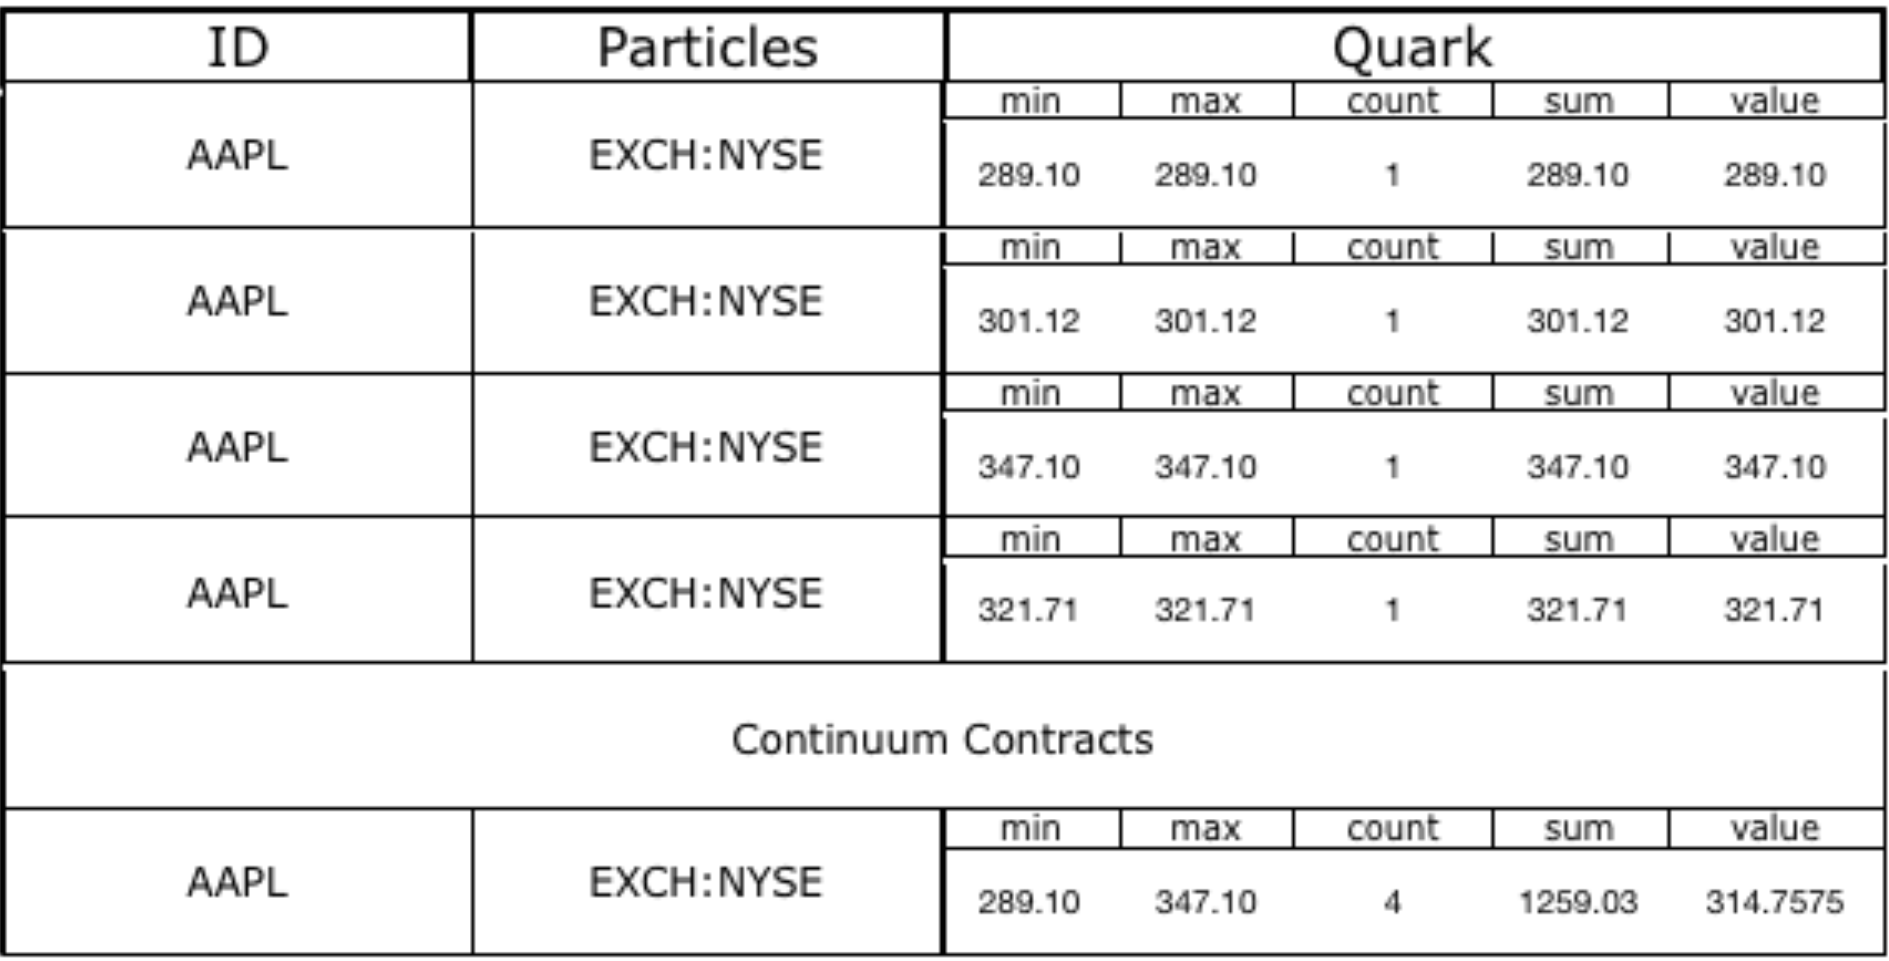 ID Particles Quark
min max count sum value
AAPL EXCH:NYSE 289.10 289.10 1 289.10 289.10
min max count sum value
AAPL EXCH:NYSE 301.12 301.12 1 301.12 301.12
min max count sum value
AAPL EXCH:NYSE 347.10 347.10 1 347.10 347.10
min max count sum value
AAPL EXCH:NYSE 321.71 321.71 1 321.71 321.71
Continuum Contracts
min max count sum value
AAPL EXCH:NYSE 289.10 347.10 4 1259.03 314.7575